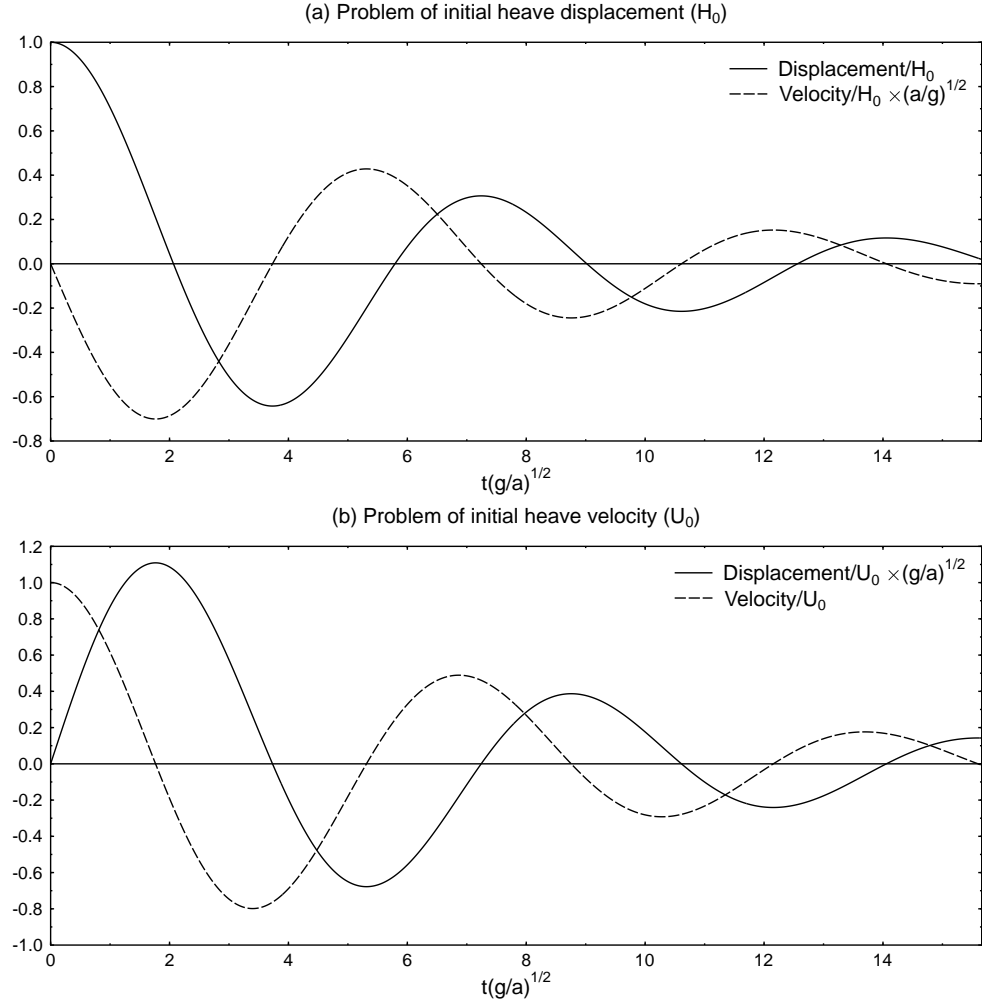 (a) Problem of initial heave displacement (H₀)
1.0
Displacement/H₀
Velocity/H₀ ×(a/g)^1/2
0.8
0.6
0.4
0.2
0.0
-0.2
-0.4
-0.6
-0.8
0 2 4 6 8 10 12 14
t(g/a)^1/2
(b) Problem of initial heave velocity (U₀)
1.2
Displacement/U₀ ×(g/a)^1/2
Velocity/U₀
1.0
0.8
0.6
0.4
0.2
0.0
-0.2
-0.4
-0.6
-0.8
-1.0
0 2 4 6 8 10 12 14
t(g/a)^1/2